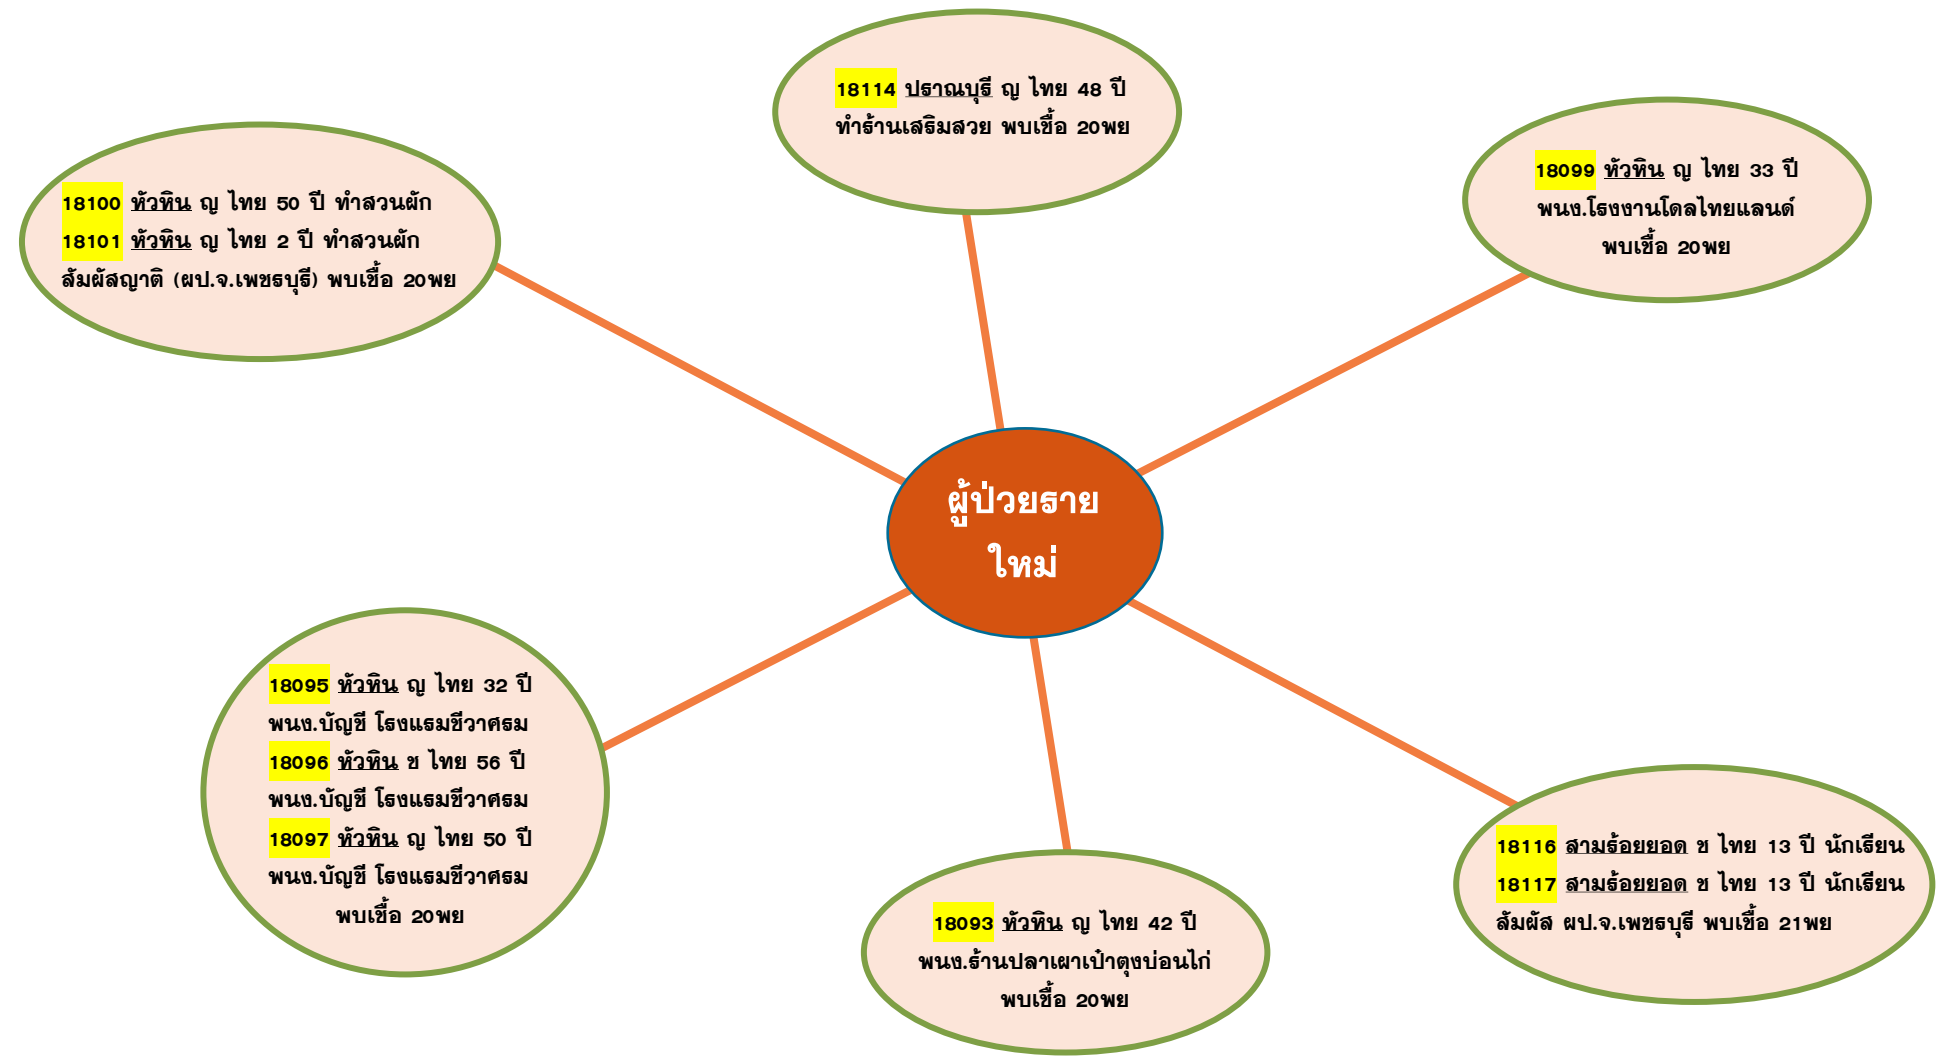 18114 ปราณบุรี ญ ไทย 48 ปี
ทำร้านเสริมสวย พบเชื้อ 20พย
18099 หัวหิน ญ ไทย 33 ปี
พนง.โรงงานโดลไทยแลนด์
พบเชื้อ 20พย
18100 หัวหิน ญ ไทย 50 ปี ทำสวนผัก
18101 หัวหิน ญ ไทย 2 ปี ทำสวนผัก
สัมผัสญาติ (ผป.จ.เพชรบุรี) พบเชื้อ 20พย
ผู้ป่วยราย
ใหม่
18095 หัวหิน ญ ไทย 32 ปี
พนง.บัญชี โรงแรมชีวาศรม
18096 หัวหิน ช ไทย 56 ปี
พนง.บัญชี โรงแรมชีวาศรม
18097 หัวหิน ญ ไทย 50 ปี
พนง.บัญชี โรงแรมชีวาศรม
พบเชื้อ 20พย
18093 หัวหิน ญ ไทย 42 ปี
พนง.ร้านปลาเผาเป๋าตุงบ่อนไก่
พบเชื้อ 20พย
18116 สามร้อยยอด ช ไทย 13 ปี นักเรียน
18117 สามร้อยยอด ช ไทย 13 ปี นักเรียน
สัมผัส ผป.จ.เพชรบุรี พบเชื้อ 21พย